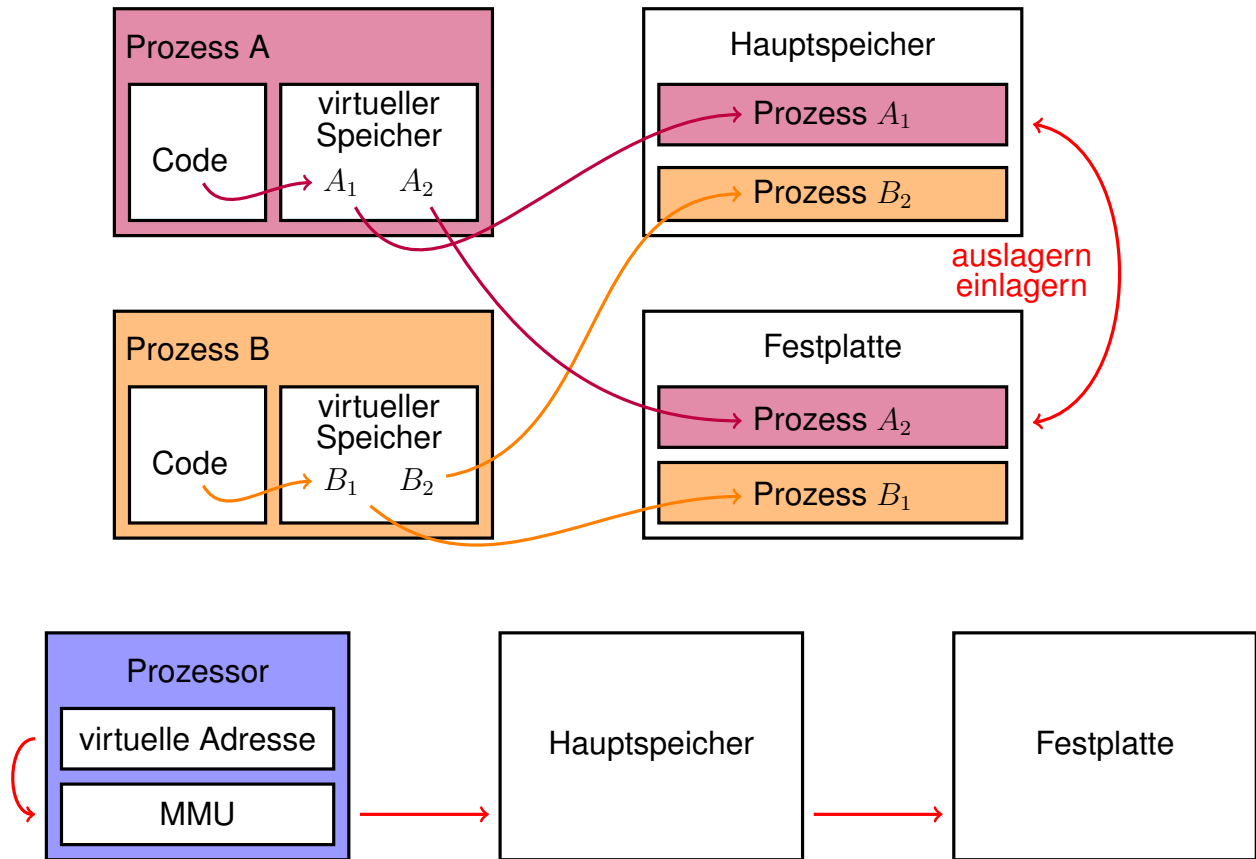 Prozess A
Code
virtueller
Speicher
A₁ A₂
Hauptspeicher
Prozess A₁
Prozess B₂
auslagern
einlagern
Prozess B
Code
virtueller
Speicher
B₁ B₂
Festplatte
Prozess A₂
Prozess B₁
Prozessor
virtuelle Adresse
MMU
Hauptspeicher
Festplatte